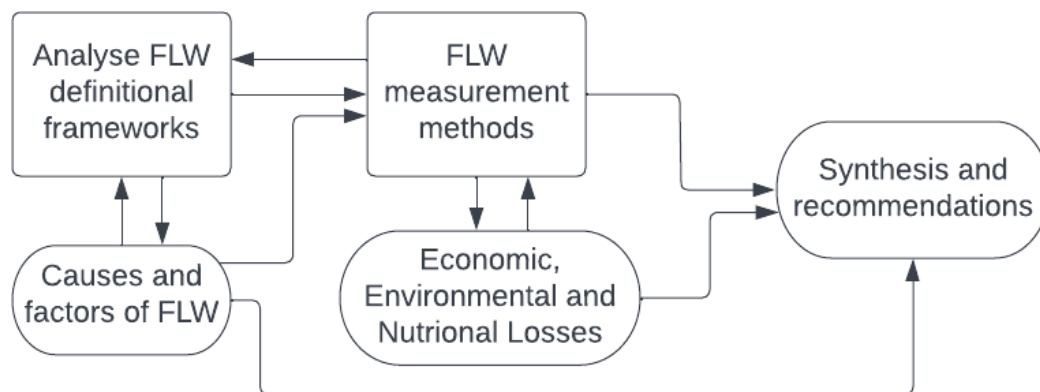 Analyse FLW
definitional
frameworks
FLW
measurement
methods
Synthesis and
recommendations
Causes and
factors of FLW
Economic,
Environmental and
Nutrional Losses